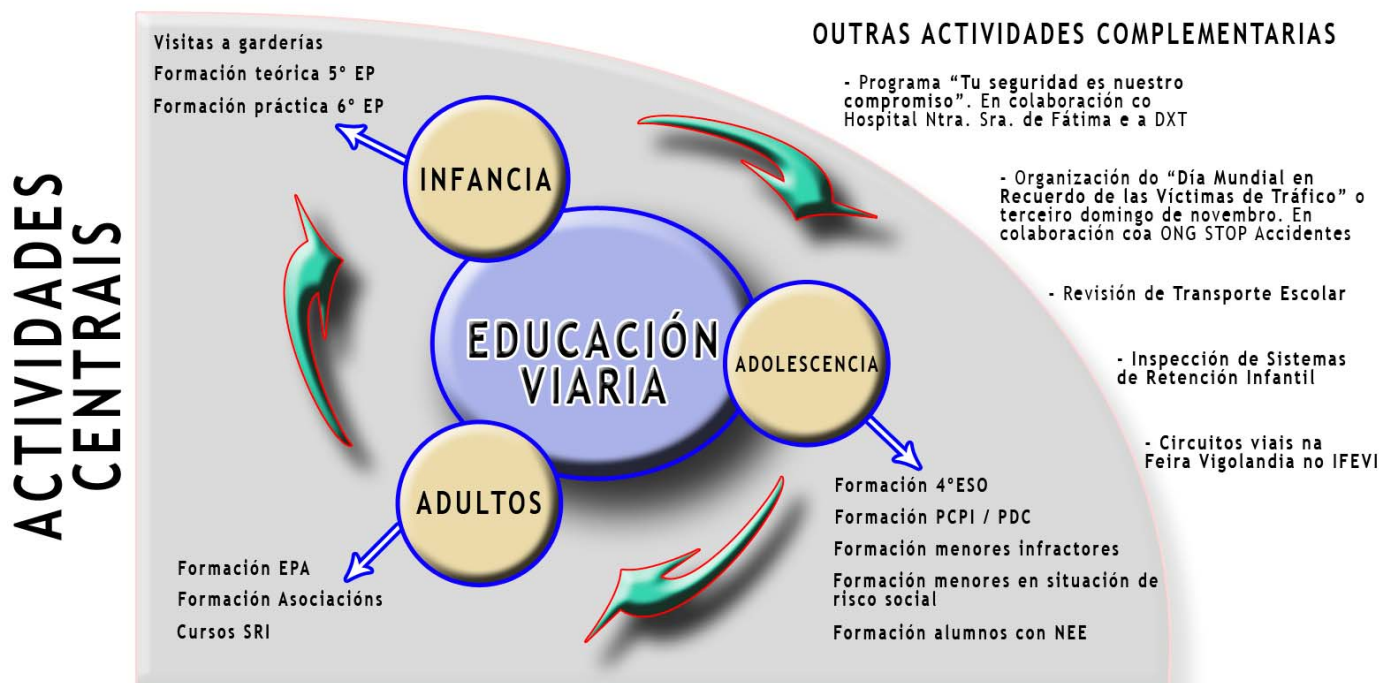 ACTIVIDADES
CENTRAIS
Visitas a garderías
Formación teórica 5º EP
Formación práctica 6º EP
INFANCIA
EDUCACIÓN
VIARIA
ADOLESCENCIA
Formación 4ºESO
Formación PCPI / PDC
Formación menores infractores
Formación menores en situación de
risco social
Formación alumnos con NEE
ADULTOS
Formación EPA
Formación Asociacións
Cursos SRI
OUTRAS ACTIVIDADES COMPLEMENTARIAS
- Programa “Tu seguridad es nuestro
compromiso”. En colaboración co
Hospital Ntra. Sra. de Fátima e a DXT
- Organización do “Día Mundial en
Recuerdo de las Víctimas de Tráfico” o
terceiro domingo de novembro. En
colaboración coa ONG STOP Accidentes
- Revisión de Transporte Escolar
- Inspección de Sistemas
de Retención Infantil
- Circuitos viais na
Feira Vigolandia no IFEVI